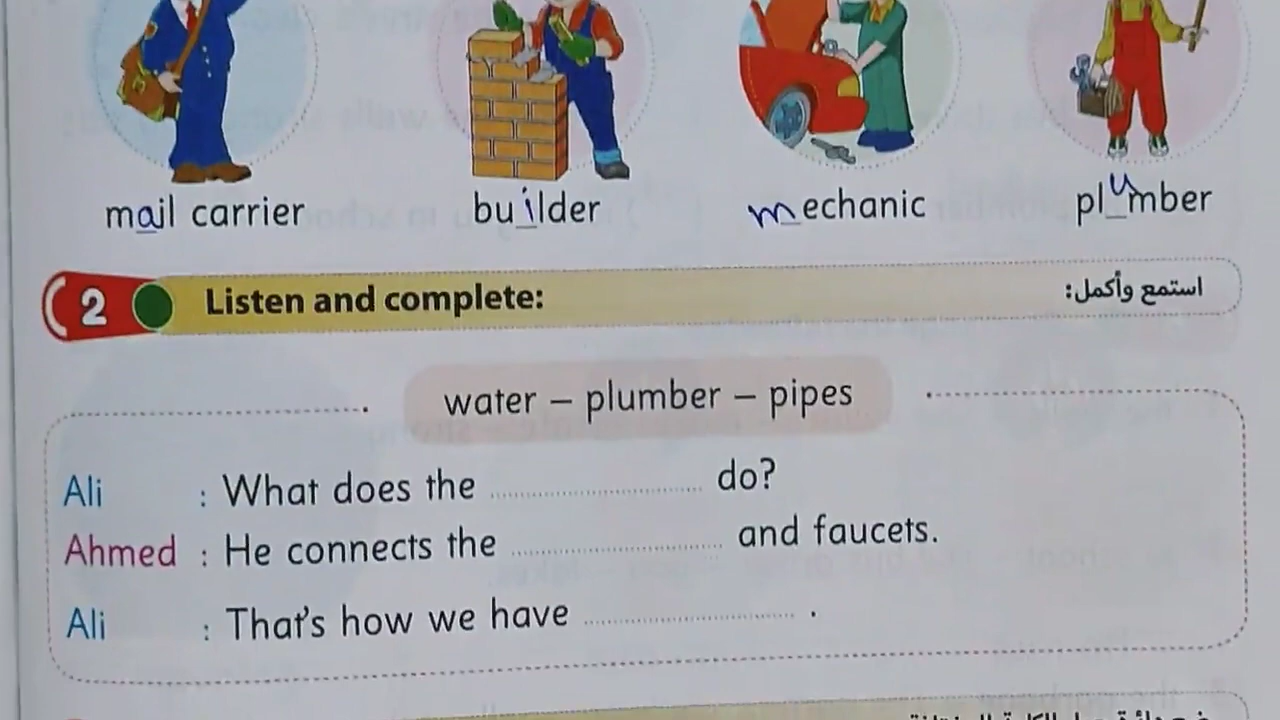 mail carrier
builder
mechanic
plumber
2 Listen and complete:
استمع وأكمل:
water – plumber – pipes
Ali : What does the ........................ do?
Ahmed : He connects the ........................ and faucets.
Ali : That's how we have ........................ .